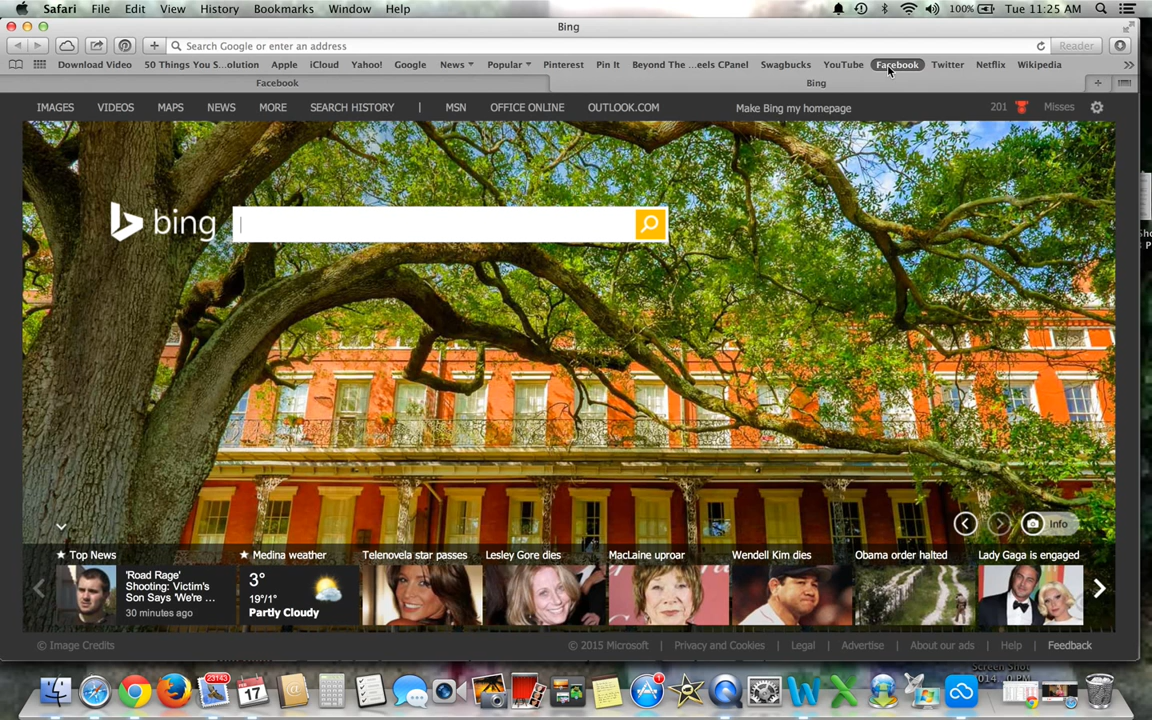 Safari File Edit View History Bookmarks Window Help 100% Tue 11:25 AM
Bing
Search Google or enter an address Reader
Download Video 50 Things You S...olution Apple iCloud Yahoo! Google News Popular Pinterest Pin It Beyond The ...eels CPanel Swagbucks YouTube Facebook Twitter Netflix Wikipedia
Facebook Bing
IMAGES VIDEOS MAPS NEWS MORE SEARCH HISTORY | MSN OFFICE ONLINE OUTLOOK.COM Make Bing my homepage 201 Misses
bing
Info
Top News Medina weather Telenovela star passes Lesley Gore dies MacLaine uproar Wendell Kim dies Obama order halted Lady Gaga is engaged
'Road Rage'
Shooting: Victim's
Son Says 'We're ...
30 minutes ago
3°
19°/1°
Partly Cloudy
© Image Credits © 2015 Microsoft | Privacy and Cookies | Legal | Advertise | About our ads | Help | Feedback
Screen Shot
23143
17
1